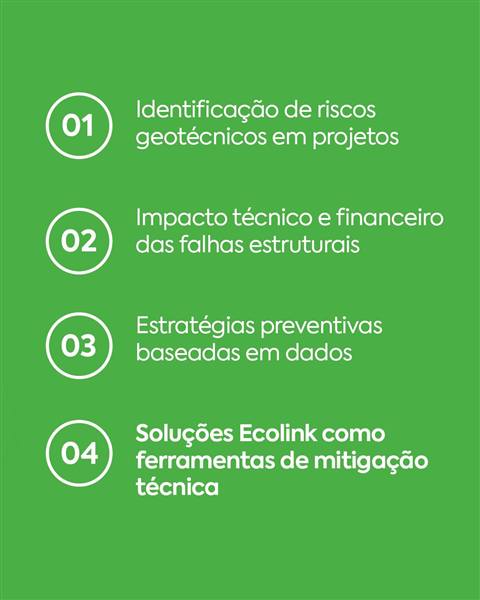 01
Identificação de riscos
geotécnicos em projetos
02
Impacto técnico e financeiro
das falhas estruturais
03
Estratégias preventivas
baseadas em dados
04
Soluções Ecolink como
ferramentas de mitigação
técnica